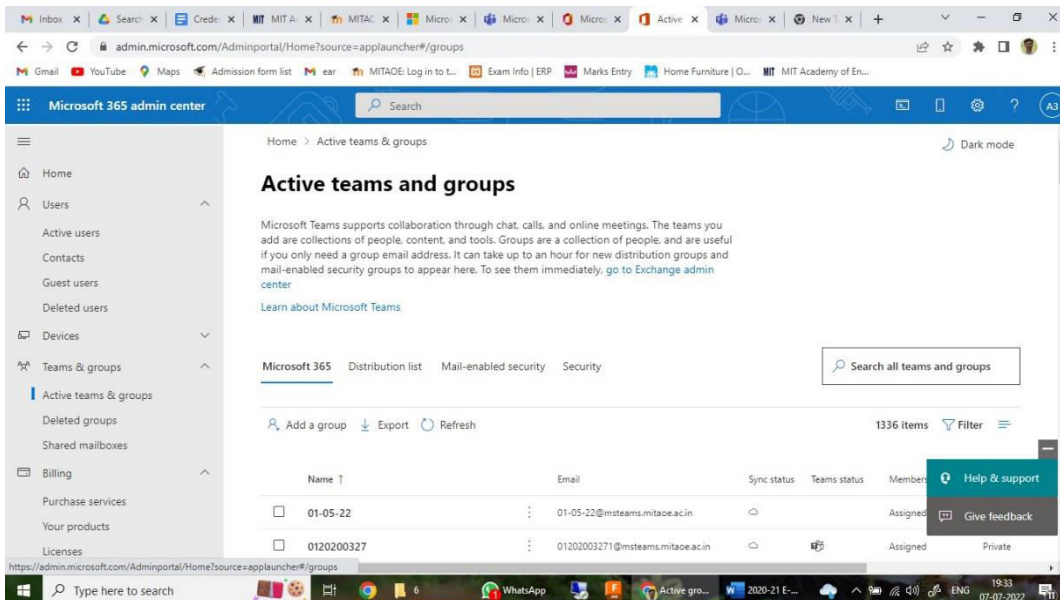 Inbox
Search
Creder
MIT A
MITAC
Micro:
Micro:
Micro:
Active
Micro:
New T
admin.microsoft.com/Adminportal/Home?source=applauncher#/groups
Gmail YouTube Maps Admission form list ear MITAOE: Log in to t... Exam Info | ERP Marks Entry Home Furniture | O... MIT Academy of En...
Microsoft 365 admin center
Search
A3
Home > Active teams & groups
Dark mode
Home
Users
Active users
Contacts
Guest users
Deleted users
Devices
Teams & groups
Active teams & groups
Deleted groups
Shared mailboxes
Billing
Purchase services
Your products
Licenses
Active teams and groups
Microsoft Teams supports collaboration through chat, calls, and online meetings. The teams you
add are collections of people, content, and tools. Groups are a collection of people, and are useful
if you only need a group email address. It can take up to an hour for new distribution groups and
mail-enabled security groups to appear here. To see them immediately, go to Exchange admin
center
Learn about Microsoft Teams
Microsoft 365 Distribution list Mail-enabled security Security
Search all teams and groups
Add a group Export Refresh
1336 items Filter
Name ↑ Email Sync status Teams status Members
01-05-22 01-05-22@msteams.mitaoe.ac.in Assigned
0120200327 01202003271@msteams.mitaoe.ac.in Assigned Private
Help & support
Give feedback
https://admin.microsoft.com/Adminportal/Home?source=applauncher#/groups
Type here to search
6
WhatsApp
Active gro...
2020-21 E-...
ENG
19:33
07-07-2022